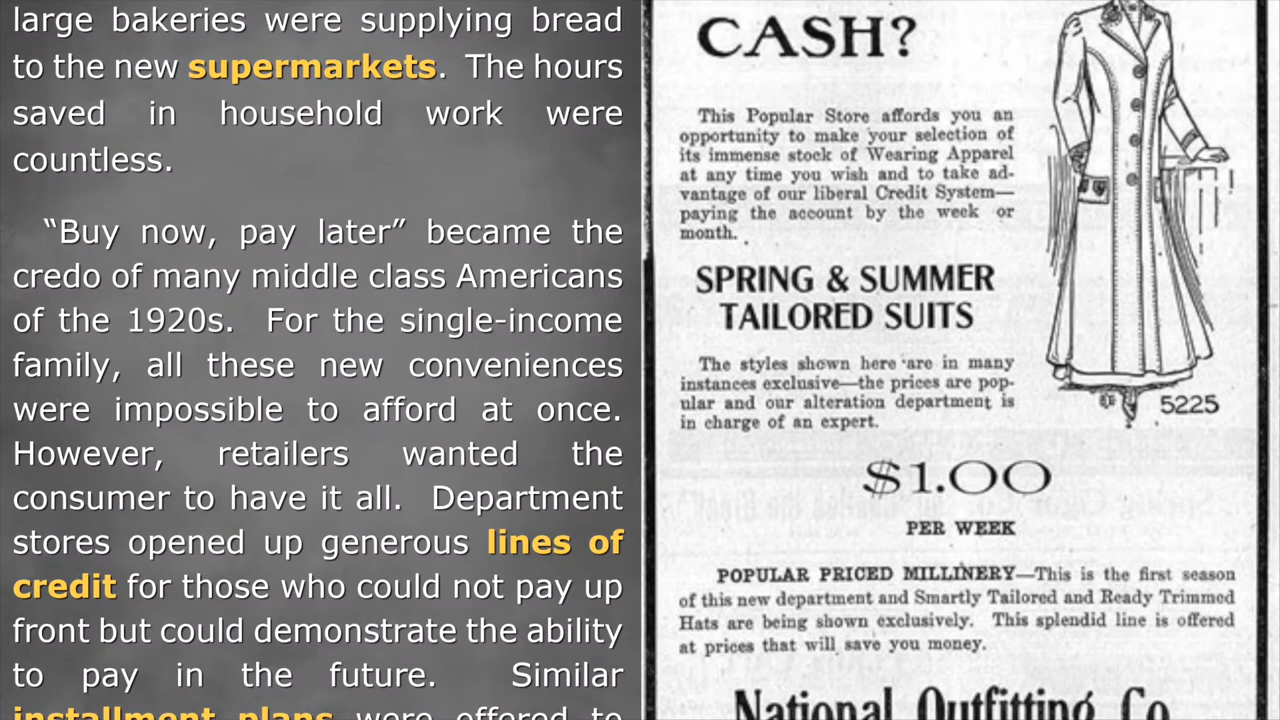 large bakeries were supplying bread
to the new supermarkets. The hours
saved in household work were
countless.
“Buy now, pay later” became the
credo of many middle class Americans
of the 1920s. For the single-income
family, all these new conveniences
were impossible to afford at once.
However, retailers wanted the
consumer to have it all. Department
stores opened up generous lines of
credit for those who could not pay up
front but could demonstrate the ability
to pay in the future. Similar
installment plans were offered to
CASH?
This Popular Store affords you an
opportunity to make your selection of
its immense stock of Wearing Apparel
at any time you wish and to take ad-
vantage of our liberal Credit System—
paying the account by the week or
month.
SPRING & SUMMER
TAILORED SUITS
The styles shown here are in many
instances exclusive—the prices are pop-
ular and our alteration department is
in charge of an expert.
5225
$1.00
PER WEEK
POPULAR PRICED MILLINERY—This is the first season
of this new department and Smartly Tailored and Ready Trimmed
Hats are being shown exclusively. This splendid line is offered
at prices that will save you money.
National Outfitting Co